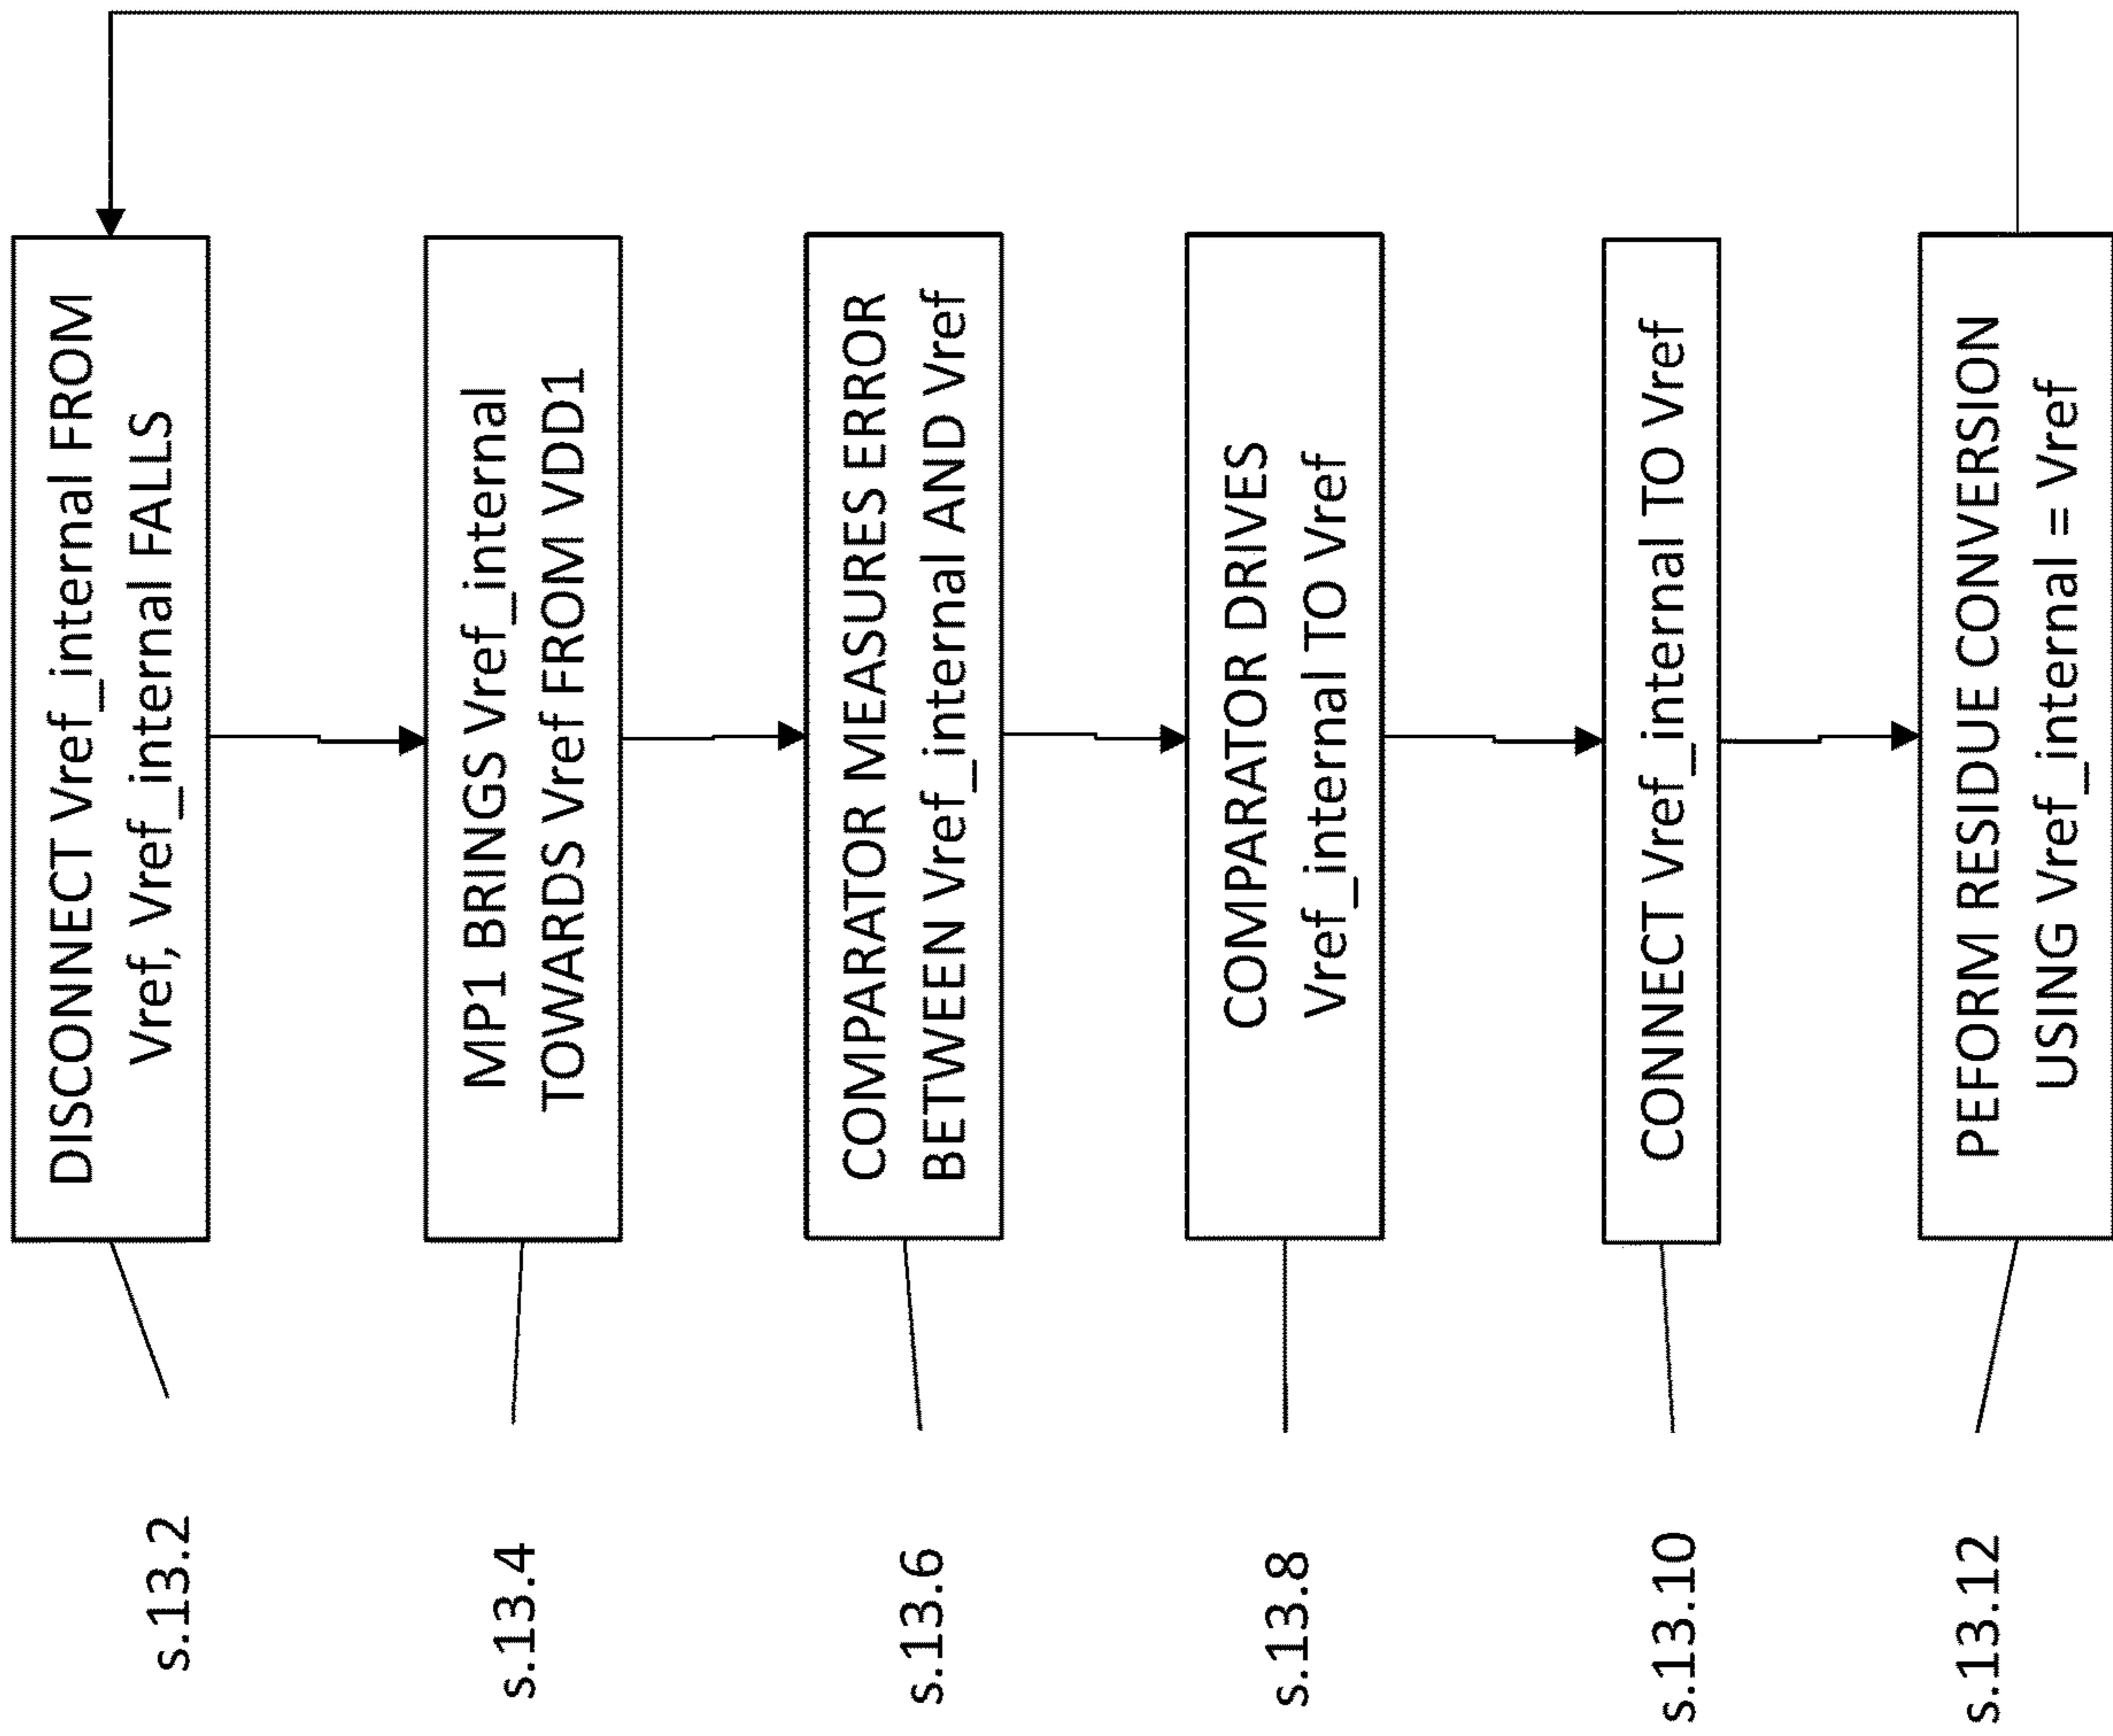 s.13.2
DISCONNECT Vref_internal FROM
Vref, Vref_internal FALLS
s.13.4
MP1 BRINGS Vref_internal
TOWARDS Vref FROM VDD1
s.13.6
COMPARATOR MEASURES ERROR
BETWEEN Vref_internal AND Vref
s.13.8
COMPARATOR DRIVES
Vref_internal TO Vref
s.13.10
CONNECT Vref_internal TO Vref
s.13.12
PEFORM RESIDUE CONVERSION
USING Vref_internal = Vref